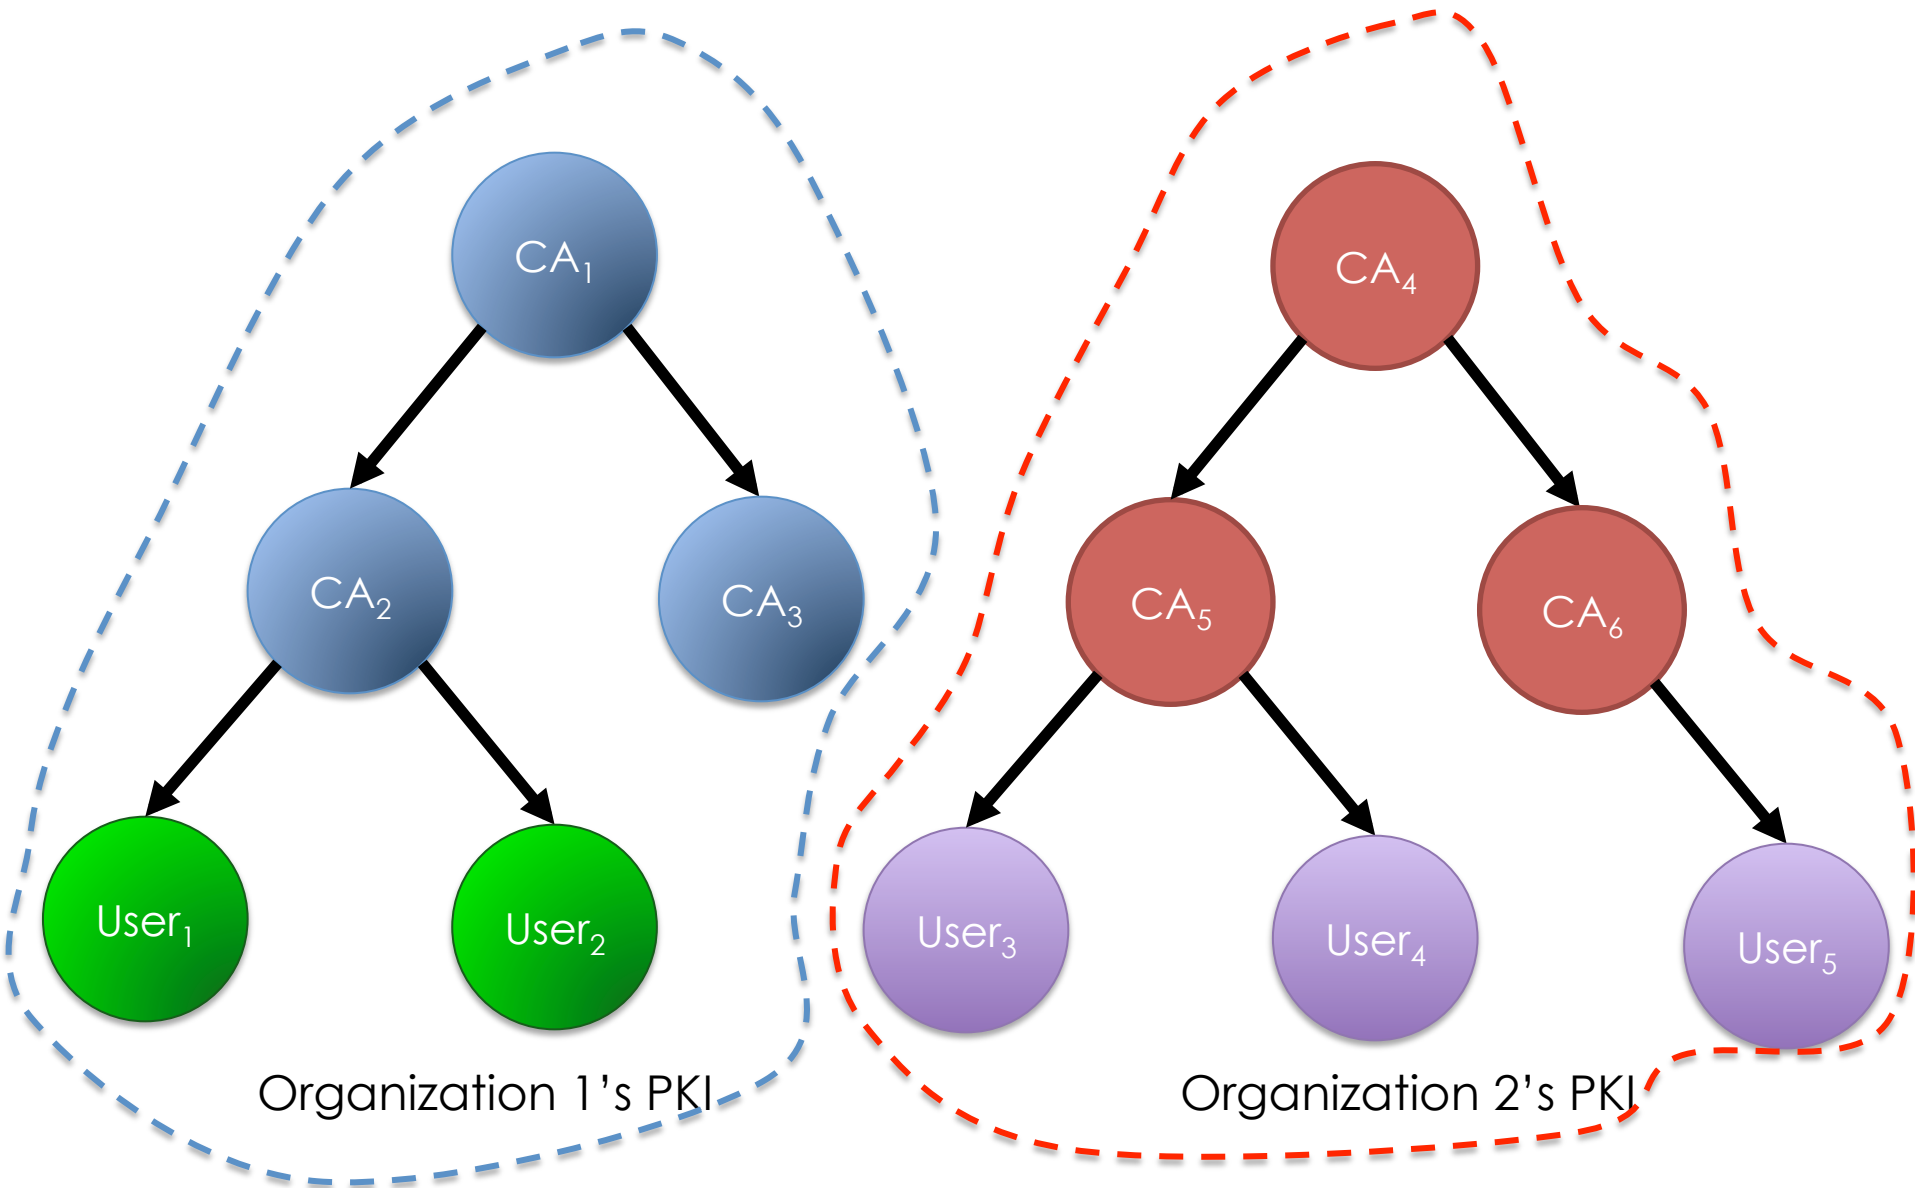 CA₁
CA₄
CA₂
CA₃
CA₅
CA₆
User₁
User₂
User₃
User₄
User₅
Organization 1’s PKI
Organization 2’s PKI